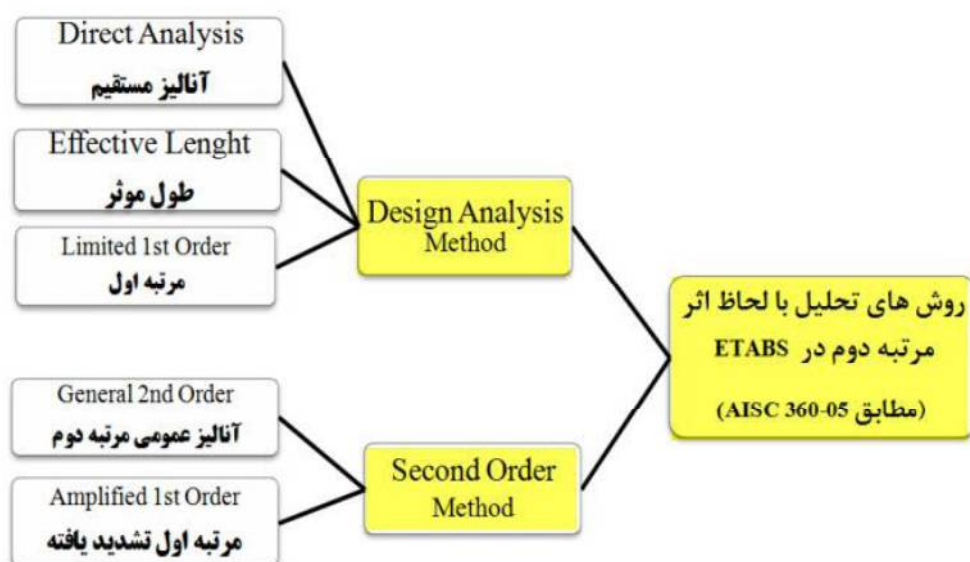 Direct Analysis
آنالیز مستقیم
Effective Lenght
طول موثر
Limited 1st Order
مرتبه اول
General 2nd Order
آنالیز عمومی مرتبه دوم
Amplified 1st Order
مرتبه اول تشدید یافته
Design Analysis
Method
Second Order
Method
روش های تحلیل با لحاظ اثر
مرتبه دوم در ETABS
(مطابق AISC 360-05)